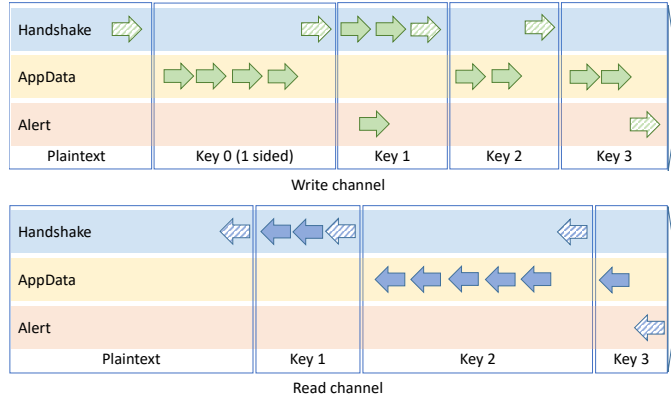 Handshake
AppData
Alert
Plaintext Key 0 (1 sided) Key 1 Key 2 Key 3
Write channel
Handshake
AppData
Alert
Plaintext Key 1 Key 2 Key 3
Read channel